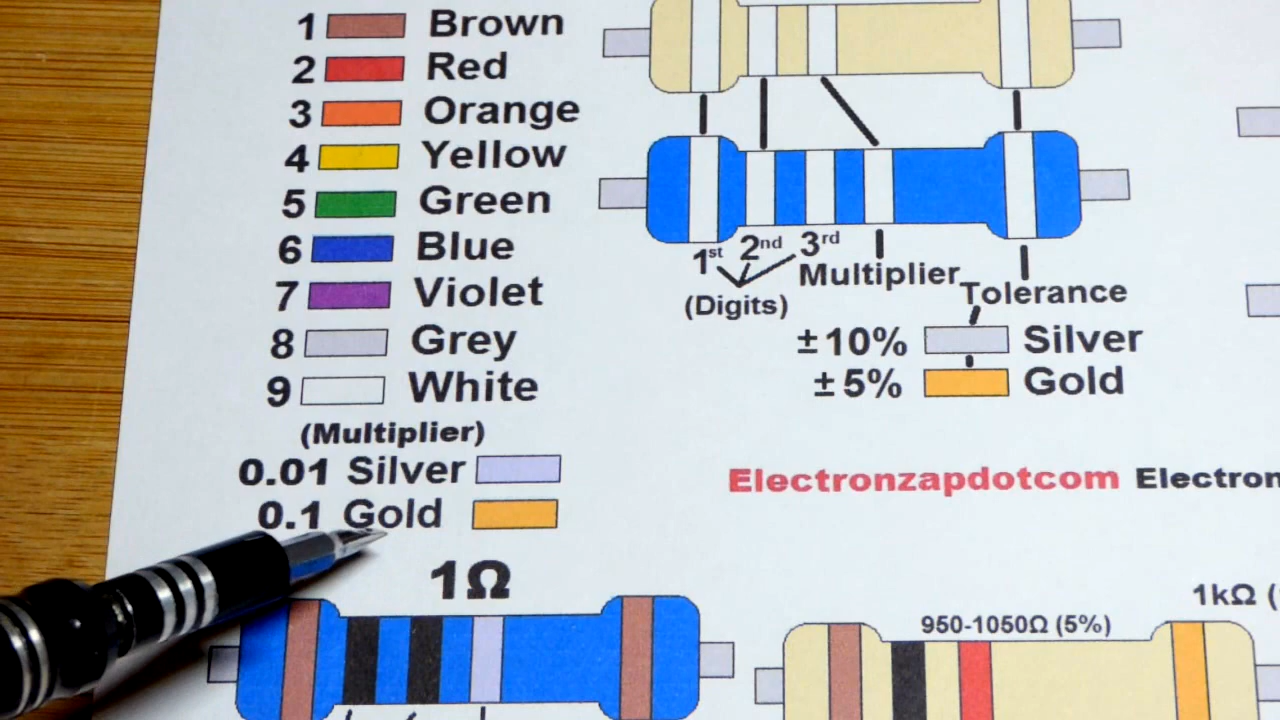 1 Brown
2 Red
3 Orange
4 Yellow
5 Green
6 Blue
7 Violet
8 Grey
9 White
(Multiplier)
0.01 Silver
0.1 Gold
1st 2nd 3rd
(Digits)
Multiplier
Tolerance
±10% Silver
±5% Gold
Electronzapdotcom Electron
1Ω
1kΩ (
950-1050Ω (5%)